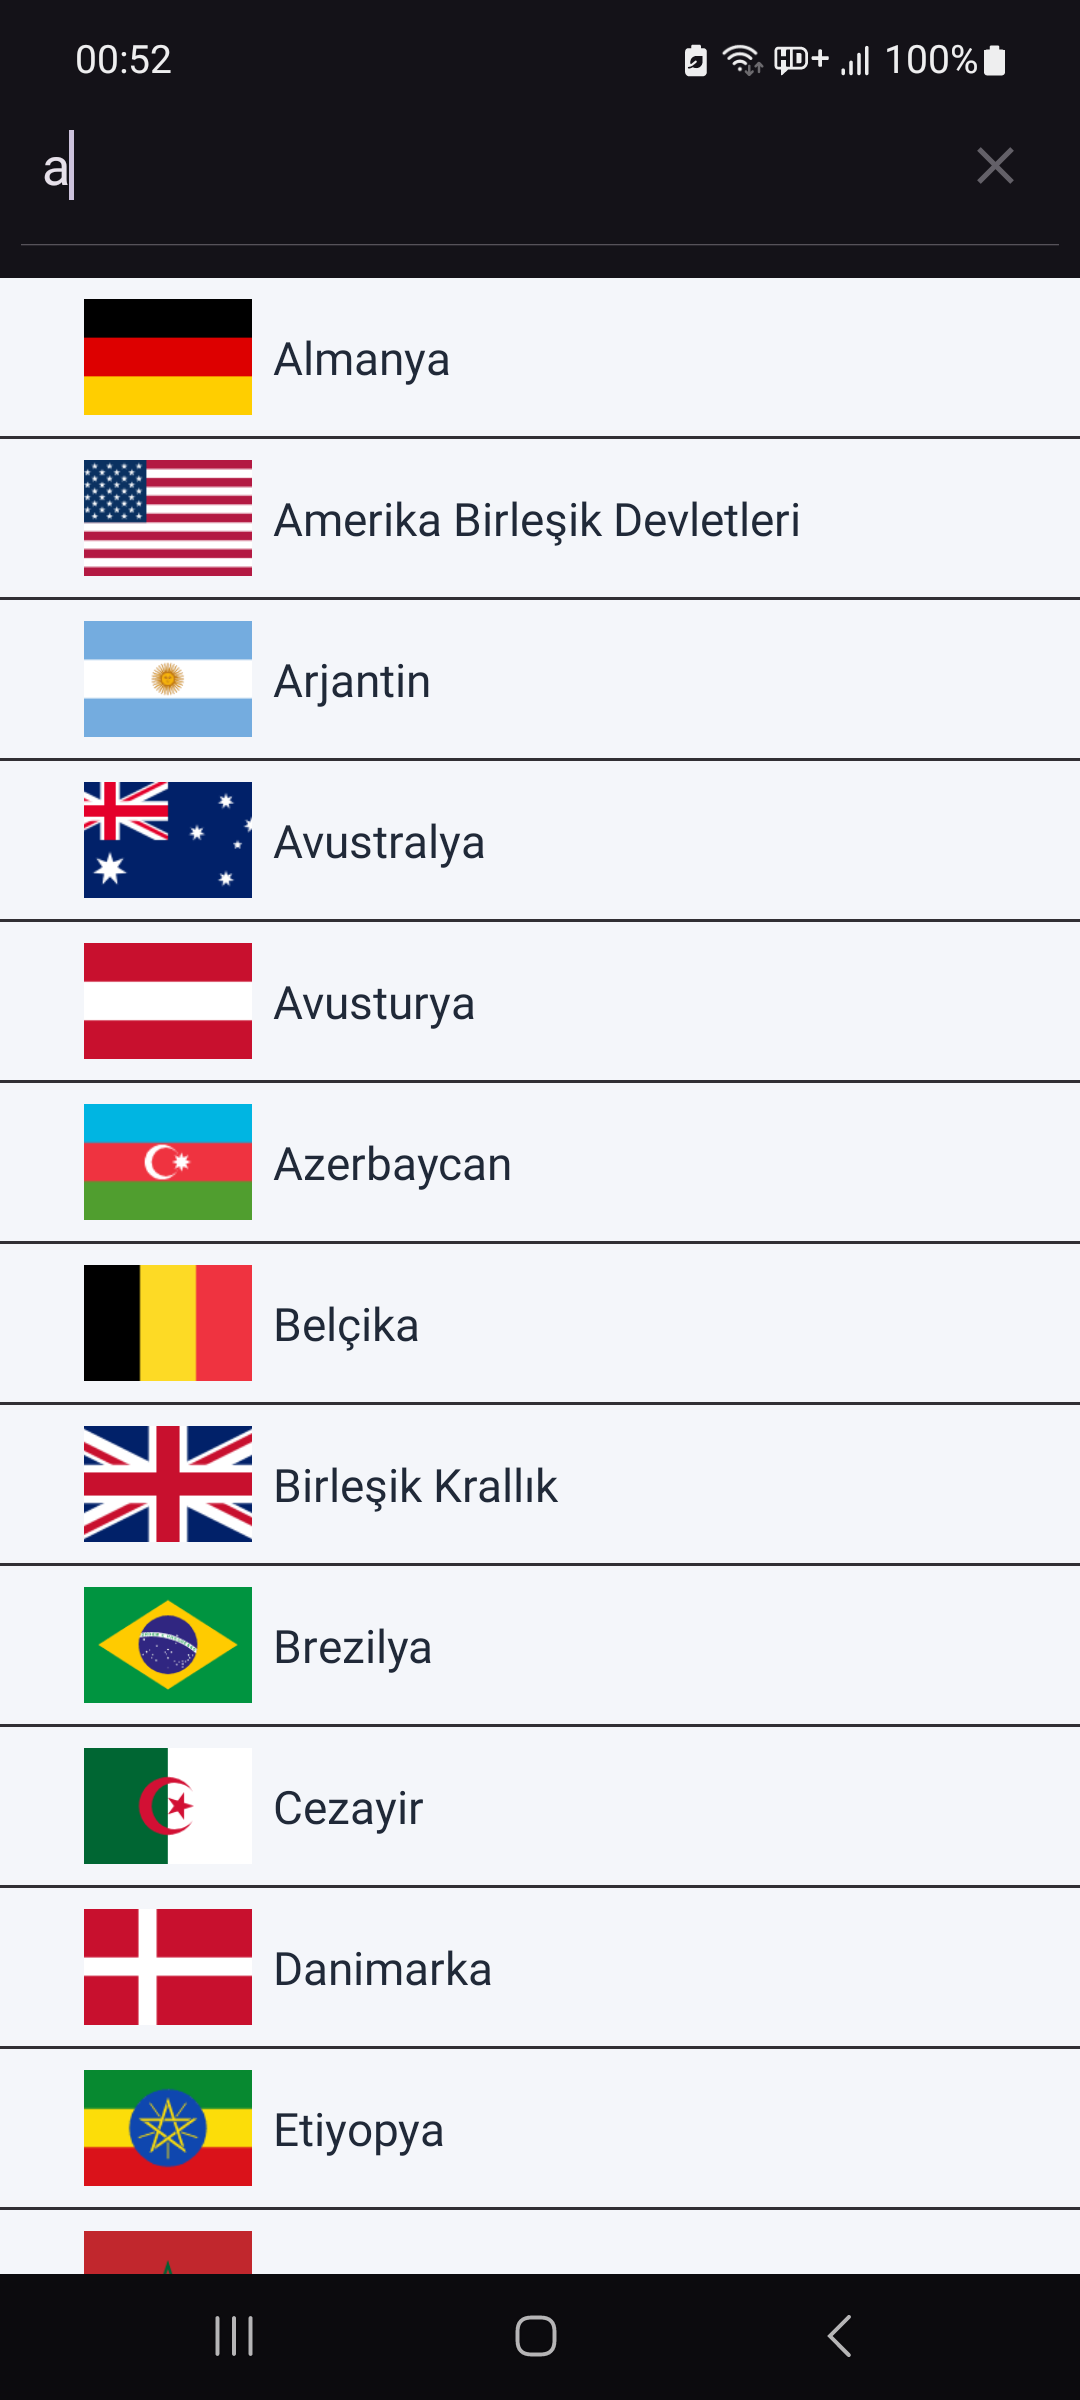 00:52
100%
a
Almanya
Amerika Birleşik Devletleri
Arjantin
Avustralya
Avusturya
Azerbaycan
Belçika
Birleşik Krallık
Brezilya
Cezayir
Danimarka
Etiyopya